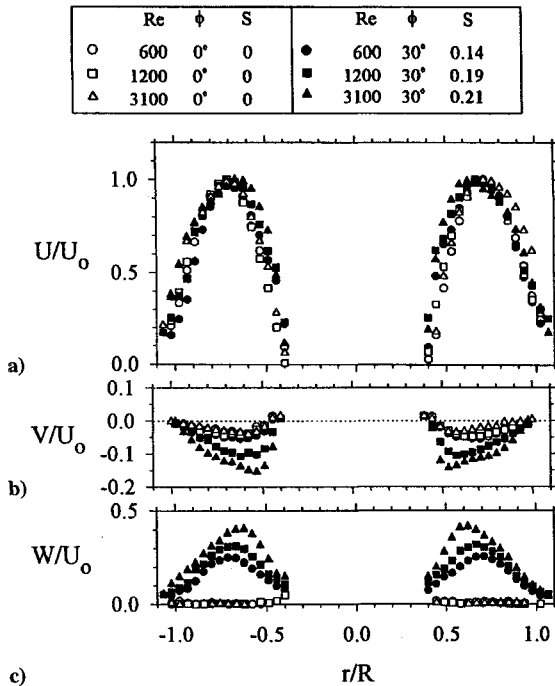 Re φ S Re φ S
○ 600 0° 0 ● 600 30° 0.14
□ 1200 0° 0 ■ 1200 30° 0.19
△ 3100 0° 0 ▲ 3100 30° 0.21
1.0
U/Uo
0.5
0.0
a)
0.1
V/Uo
0.0
-0.1
-0.2
b)
0.5
W/Uo
0.0
-1.0 -0.5 0.0 0.5 1.0
c) r/R